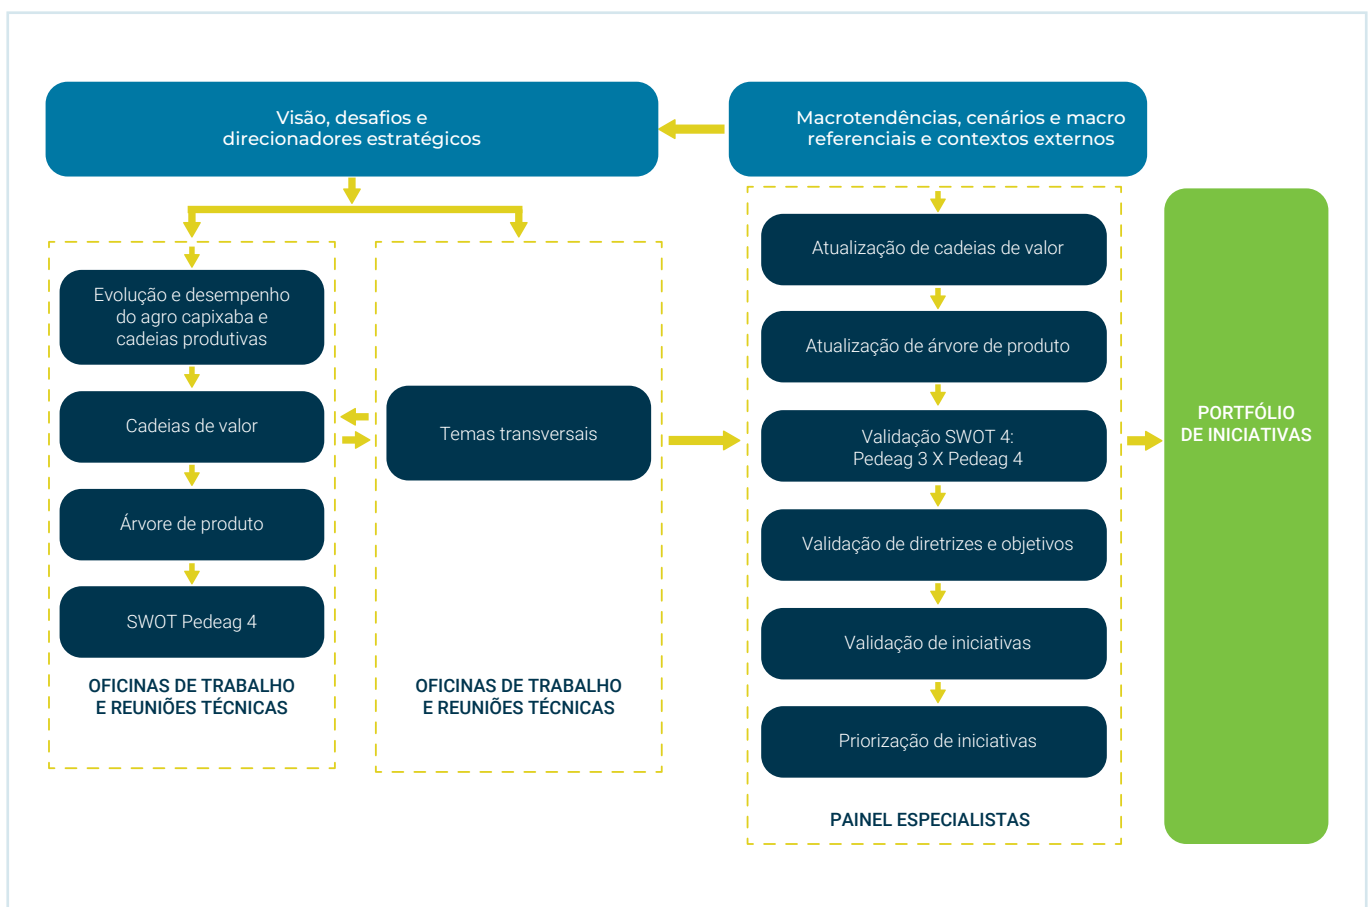 Visão, desafios e
direcionadores estratégicos
Macrotendências, cenários e macro
referenciais e contextos externos
Evolução e desempenho
do agro capixaba e
cadeias produtivas
Cadeias de valor
Árvore de produto
SWOT Pedeag 4
OFICINAS DE TRABALHO
E REUNIÕES TÉCNICAS
Temas transversais
OFICINAS DE TRABALHO
E REUNIÕES TÉCNICAS
Atualização de cadeias de valor
Atualização de árvore de produto
Validação SWOT 4:
Pedeag 3 X Pedeag 4
Validação de diretrizes e objetivos
Validação de iniciativas
Priorização de iniciativas
PAINEL ESPECIALISTAS
PORTFÓLIO
DE INICIATIVAS